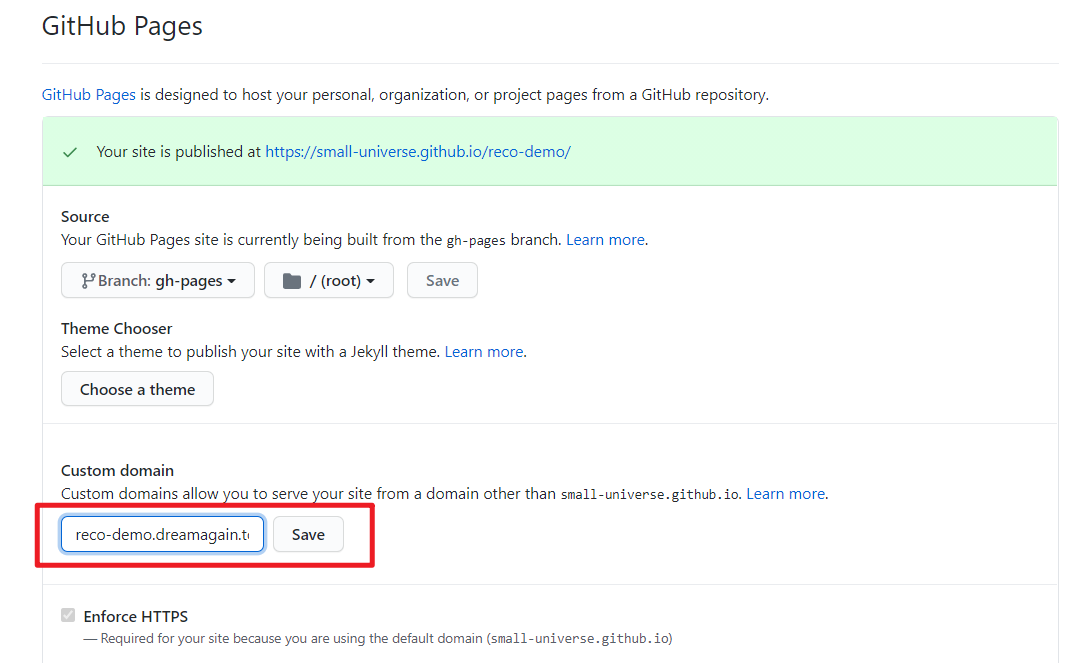 GitHub Pages
GitHub Pages is designed to host your personal, organization, or project pages from a GitHub repository.
Your site is published at https://small-universe.github.io/reco-demo/
Source
Your GitHub Pages site is currently being built from the gh-pages branch. Learn more.
Branch: gh-pages / (root) Save
Theme Chooser
Select a theme to publish your site with a Jekyll theme. Learn more.
Choose a theme
Custom domain
Custom domains allow you to serve your site from a domain other than small-universe.github.io. Learn more.
reco-demo.dreamagain.t Save
Enforce HTTPS
— Required for your site because you are using the default domain (small-universe.github.io)